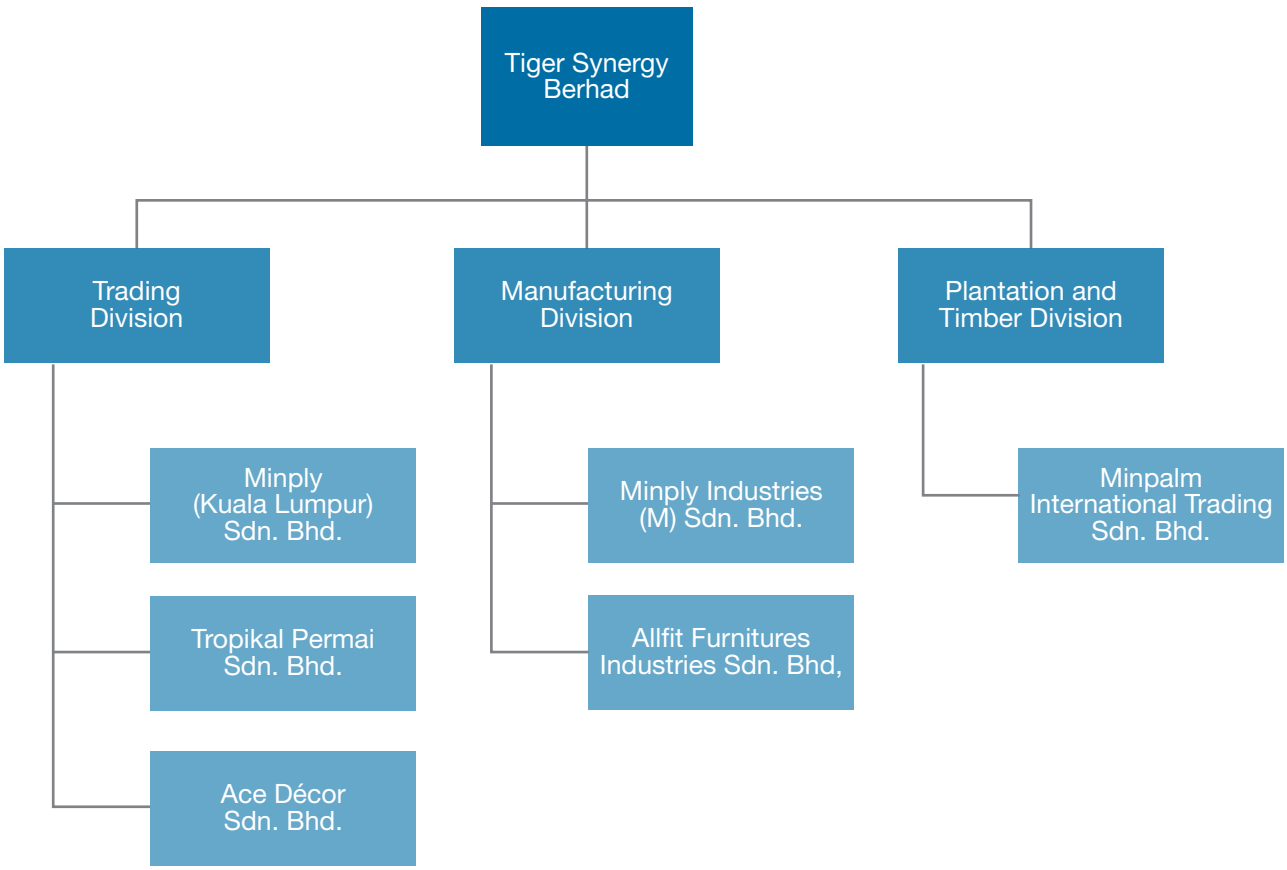 Tiger Synergy
Berhad
Trading
Division
Manufacturing
Division
Plantation and
Timber Division
Minply
(Kuala Lumpur)
Sdn. Bhd.
Tropikal Permai
Sdn. Bhd.
Ace Décor
Sdn. Bhd.
Minply Industries
(M) Sdn. Bhd.
Allfit Furnitures
Industries Sdn. Bhd,
Minpalm
International Trading
Sdn. Bhd.